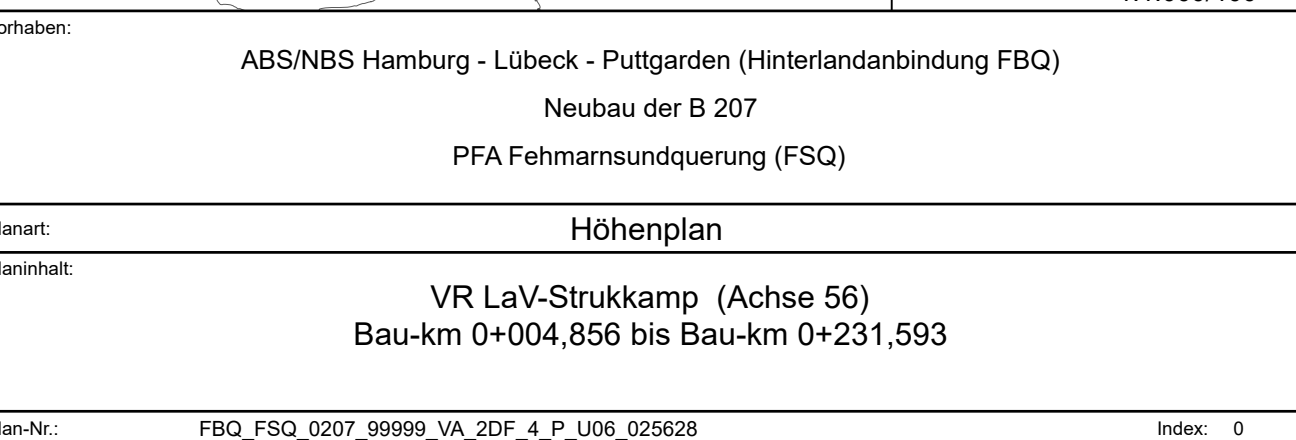 orhaben:
ABS/NBS Hamburg - Lübeck - Puttgarden (Hinterlandanbindung FBQ)
Neubau der B 207
PFA Fehmarnsundquerung (FSQ)
lanart: Höhenplan
laninhalt:
VR LaV-Strukkamp (Achse 56)
Bau-km 0+004,856 bis Bau-km 0+231,593
lan-Nr.: FBQ_FSQ_0207_99999_VA_2DF_4_P_U06_025628 Index: 0